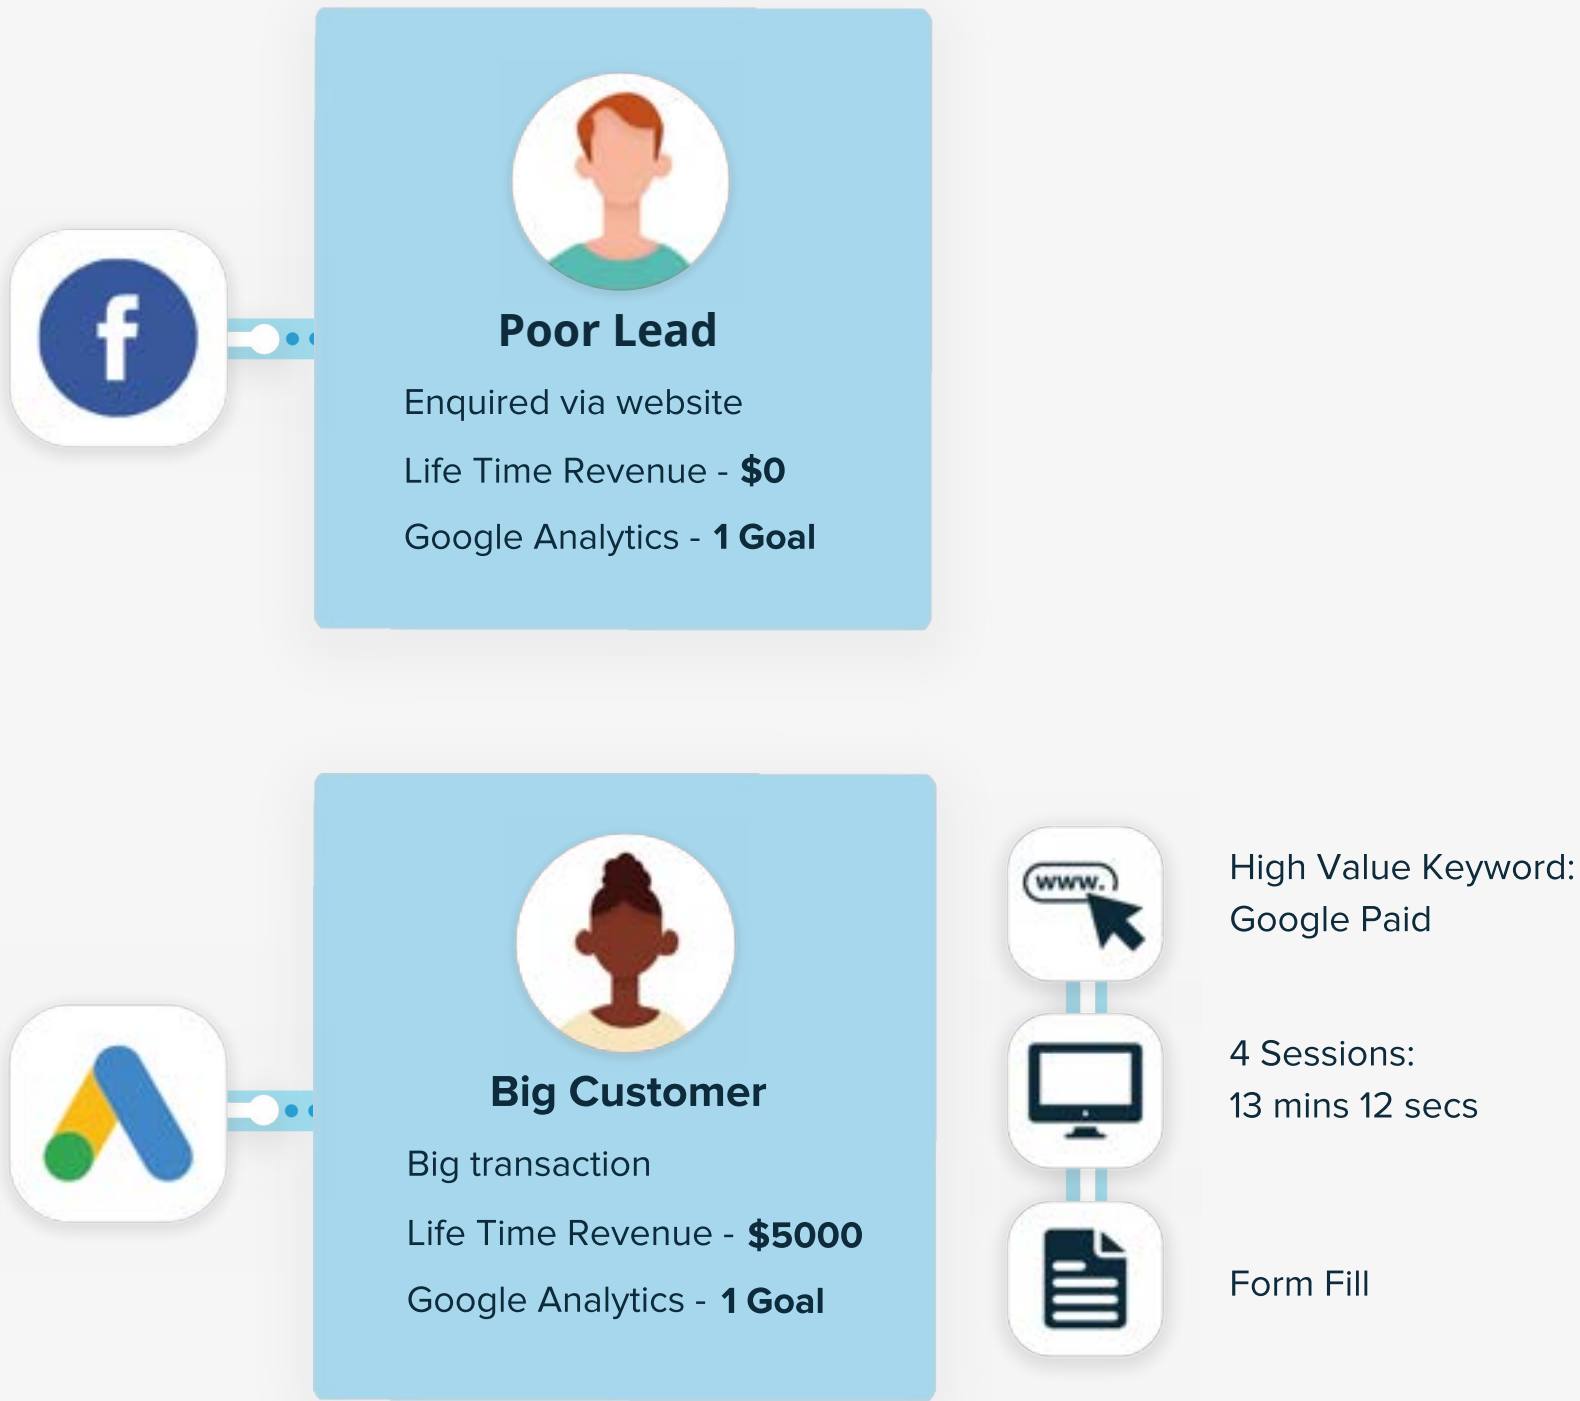 f
Poor Lead
Enquired via website
Life Time Revenue - $0
Google Analytics - 1 Goal
Big Customer
Big transaction
Life Time Revenue - $5000
Google Analytics - 1 Goal
www.
High Value Keyword:
Google Paid
4 Sessions:
13 mins 12 secs
Form Fill